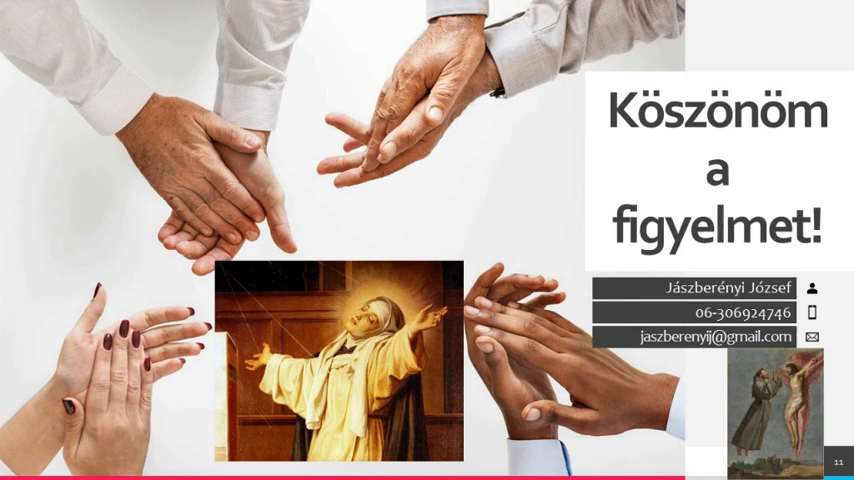 Köszönöm
a
figyelmet!
Jászberényi József
06-306924746
jaszberenyij@gmail.com
11